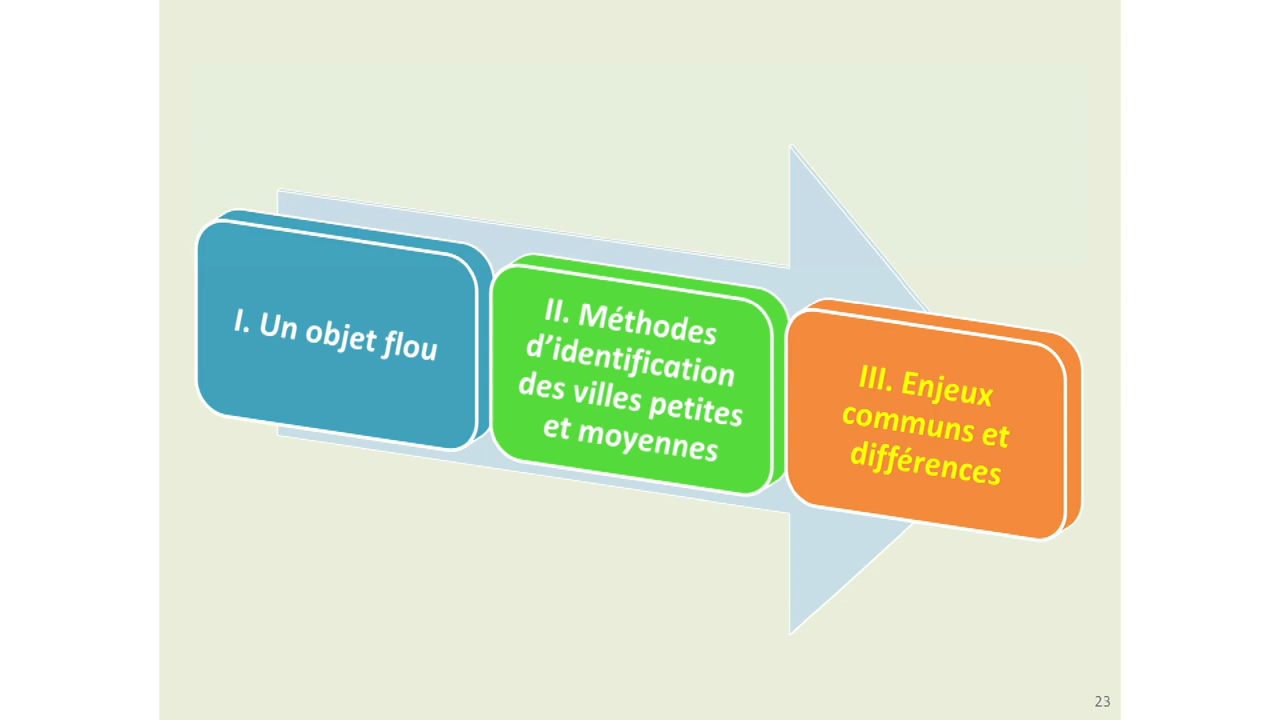 I. Un objet flou
II. Méthodes
d’identification
des villes petites
et moyennes
III. Enjeux
communs et
différences
23